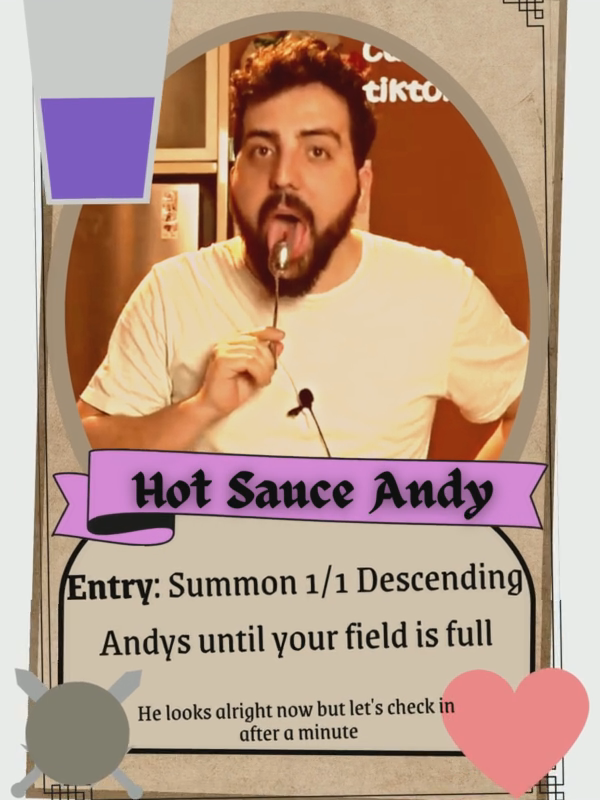 tikto
Hot Sauce Andy
Entry: Summon 1/1 Descending
Andys until your field is full
He looks alright now but let's check in
after a minute